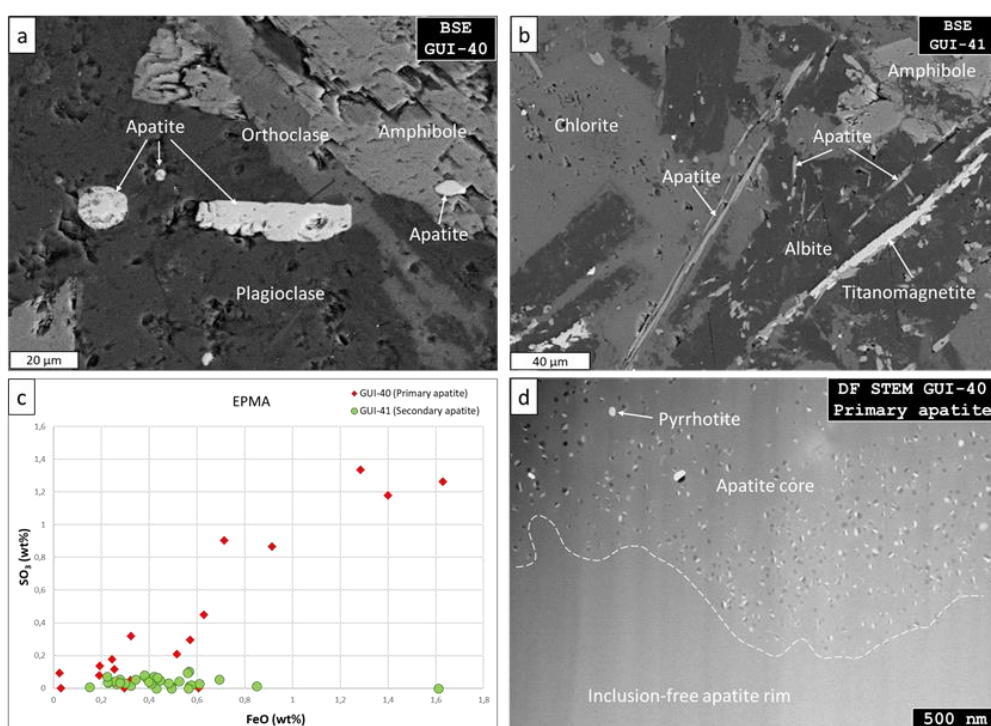 a
BSE
GUI-40
Apatite
Orthoclase
Amphibole
Apatite
Plagioclase
20 µm
b
BSE
GUI-41
Amphibole
Chlorite
Apatite
Apatite
Albite
Titanomagnetite
40 µm
c
EPMA
GUI-40 (Primary apatite)
GUI-41 (Secondary apatite)
SO₃ (wt%)
1,6
1,4
1,2
1
0,8
0,6
0,4
0,2
0
0 0,2 0,4 0,6 0,8 1 1,2 1,4 1,6 1,8
FeO (wt%)
d
DF STEM GUI-40
Primary apatite
Pyrrhotite
Apatite core
Inclusion-free apatite rim
500 nm